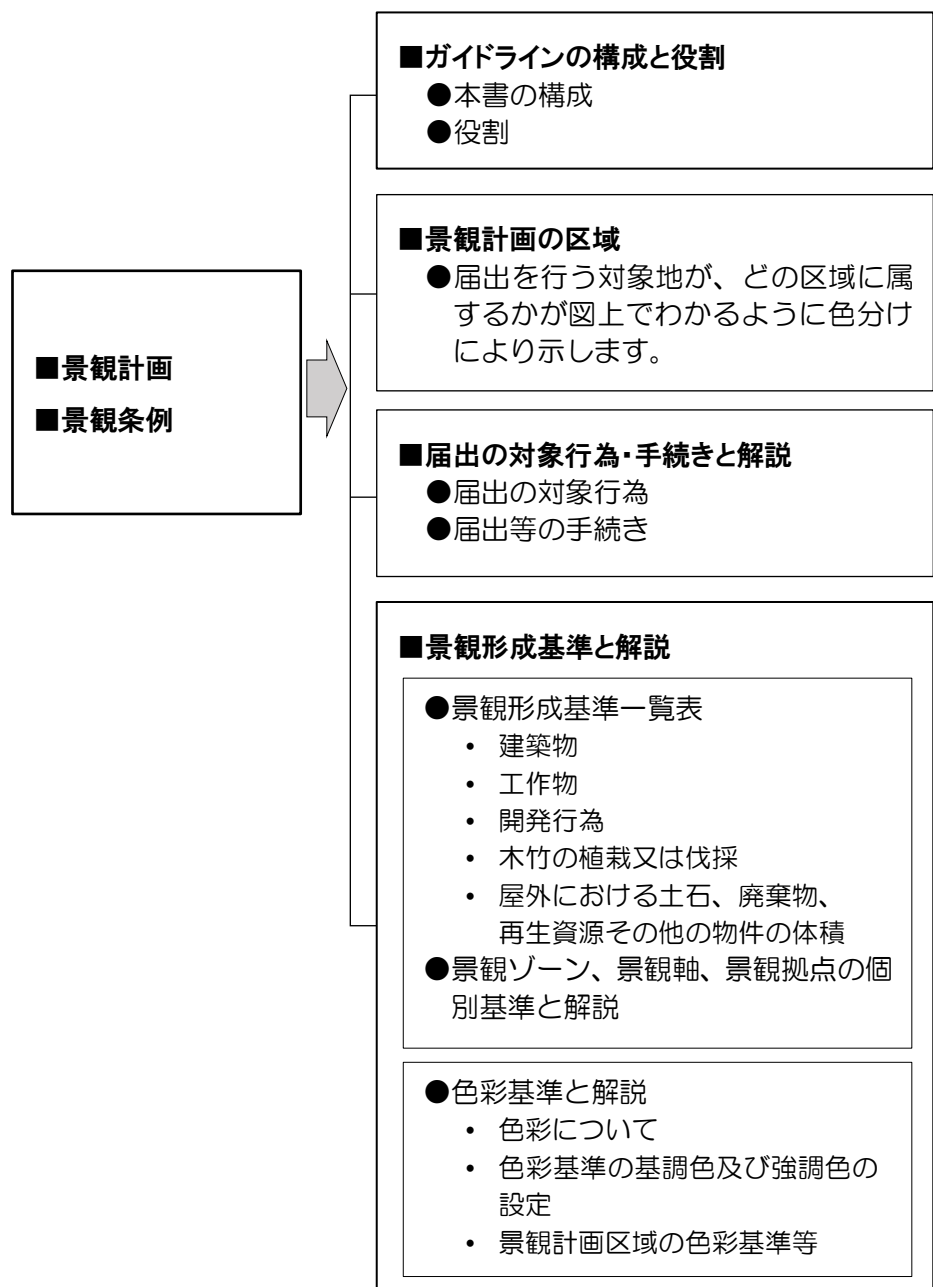 ■景観計画
■景観条例
■ガイドラインの構成と役割
●本書の構成
●役割
■景観計画の区域
●届出を行う対象地が、どの区域に属
するかが図上でわかるように色分け
により示します。
■届出の対象行為・手続きと解説
●届出の対象行為
●届出等の手続き
■景観形成基準と解説
●景観形成基準一覧表
• 建築物
• 工作物
• 開発行為
• 木竹の植栽又は伐採
• 屋外における土石、廃棄物、
再生資源その他の物件の体積
●景観ゾーン、景観軸、景観拠点の個
別基準と解説
●色彩基準と解説
• 色彩について
• 色彩基準の基調色及び強調色の
設定
• 景観計画区域の色彩基準等